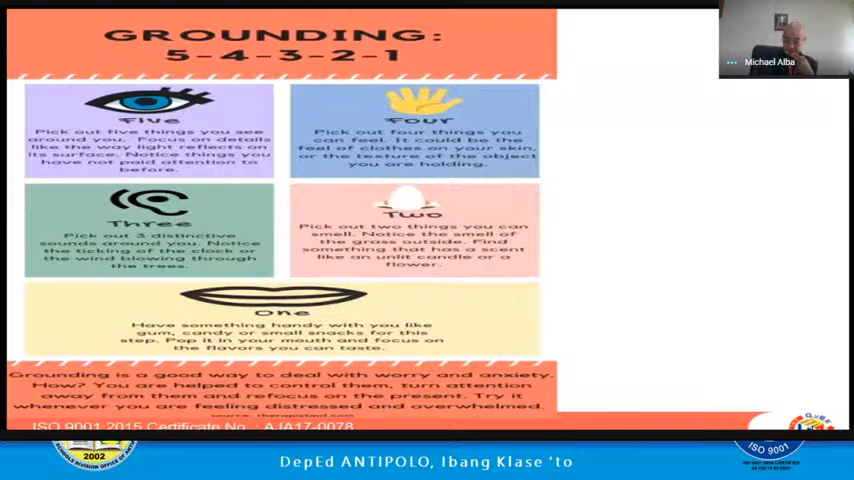 GROUNDING:
5-4-3-2-1
Five
Pick out five things you see
around you. Focus on details
like the way light reflects on
its surface. Notice things you
have not paid attention to
before.
Four
Pick out four things you
can feel. It could be the
feel of clothes on your skin,
or the texture of the object
you are holding.
Three
Pick out 3 distinctive
sounds around you. Notice
the ticking of the clock or
the wind blowing through
the trees.
Two
Pick out two things you can
smell. Notice the smell of
the grass outside. Find
something that has a scent
like an unlit candle or a
flower.
One
Have something handy with you like
gum, candy or small snacks for this
step. Pop it in your mouth and focus on
the flavors you can taste.
Grounding is a good way to deal with worry and anxiety.
How? You are helped to control them, turn attention
away from them and refocus on the present. Try it
whenever you are feeling distressed and overwhelmed.
ISO 9001:2015 Certificate No. : AJA17-0078
Michael Alba
2002
DepEd ANTIPOLO, Ibang Klase 'to
ISO 9001